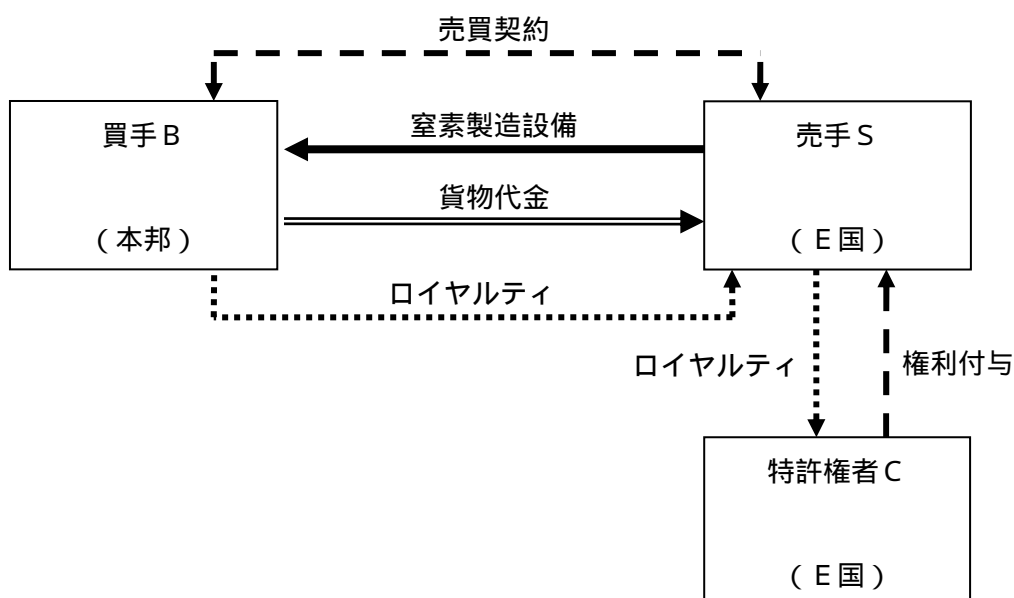 売買契約
買手Ｂ
（本邦）
窒素製造設備
貨物代金
売手Ｓ
（Ｅ国）
ロイヤルティ
ロイヤルティ
権利付与
特許権者Ｃ
（Ｅ国）